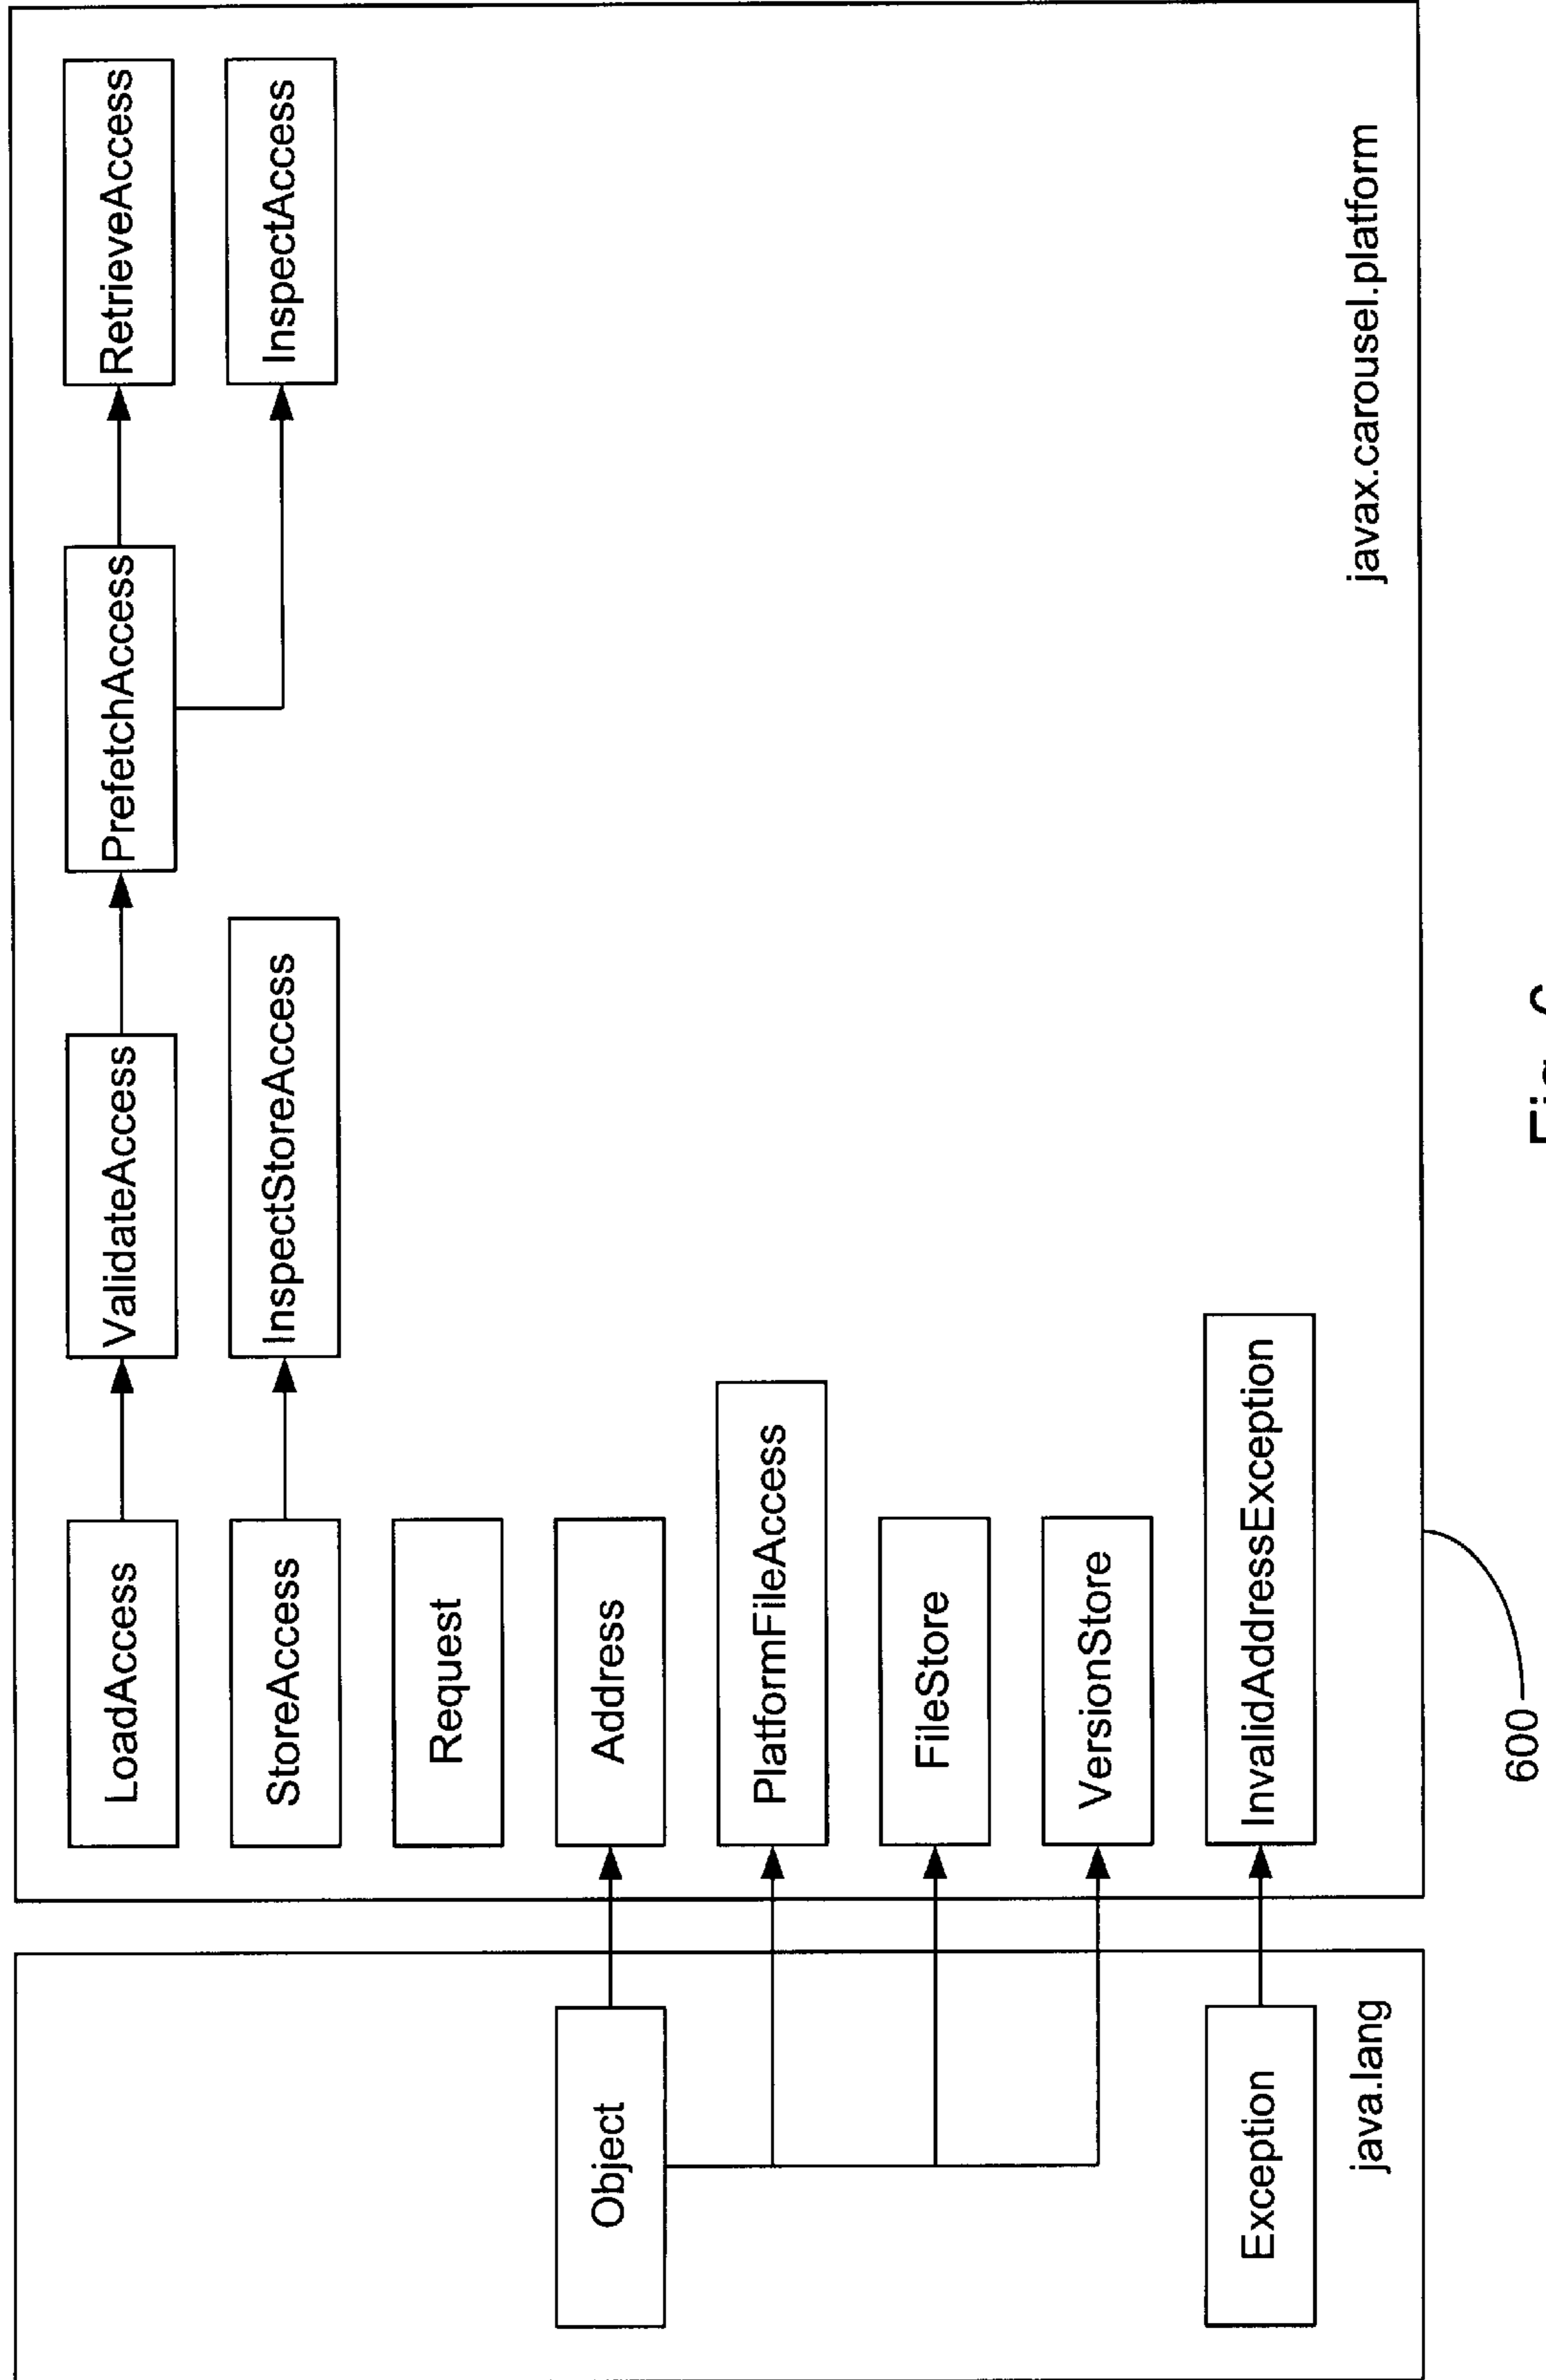 LoadAccess
ValidateAccess
PrefetchAccess
RetrieveAccess
StoreAccess
InspectStoreAccess
InspectAccess
Request
Object
Address
PlatformFileAccess
FileStore
VersionStore
Exception
InvalidAddressException
java.lang
javax.carousel.platform
600
Fig.